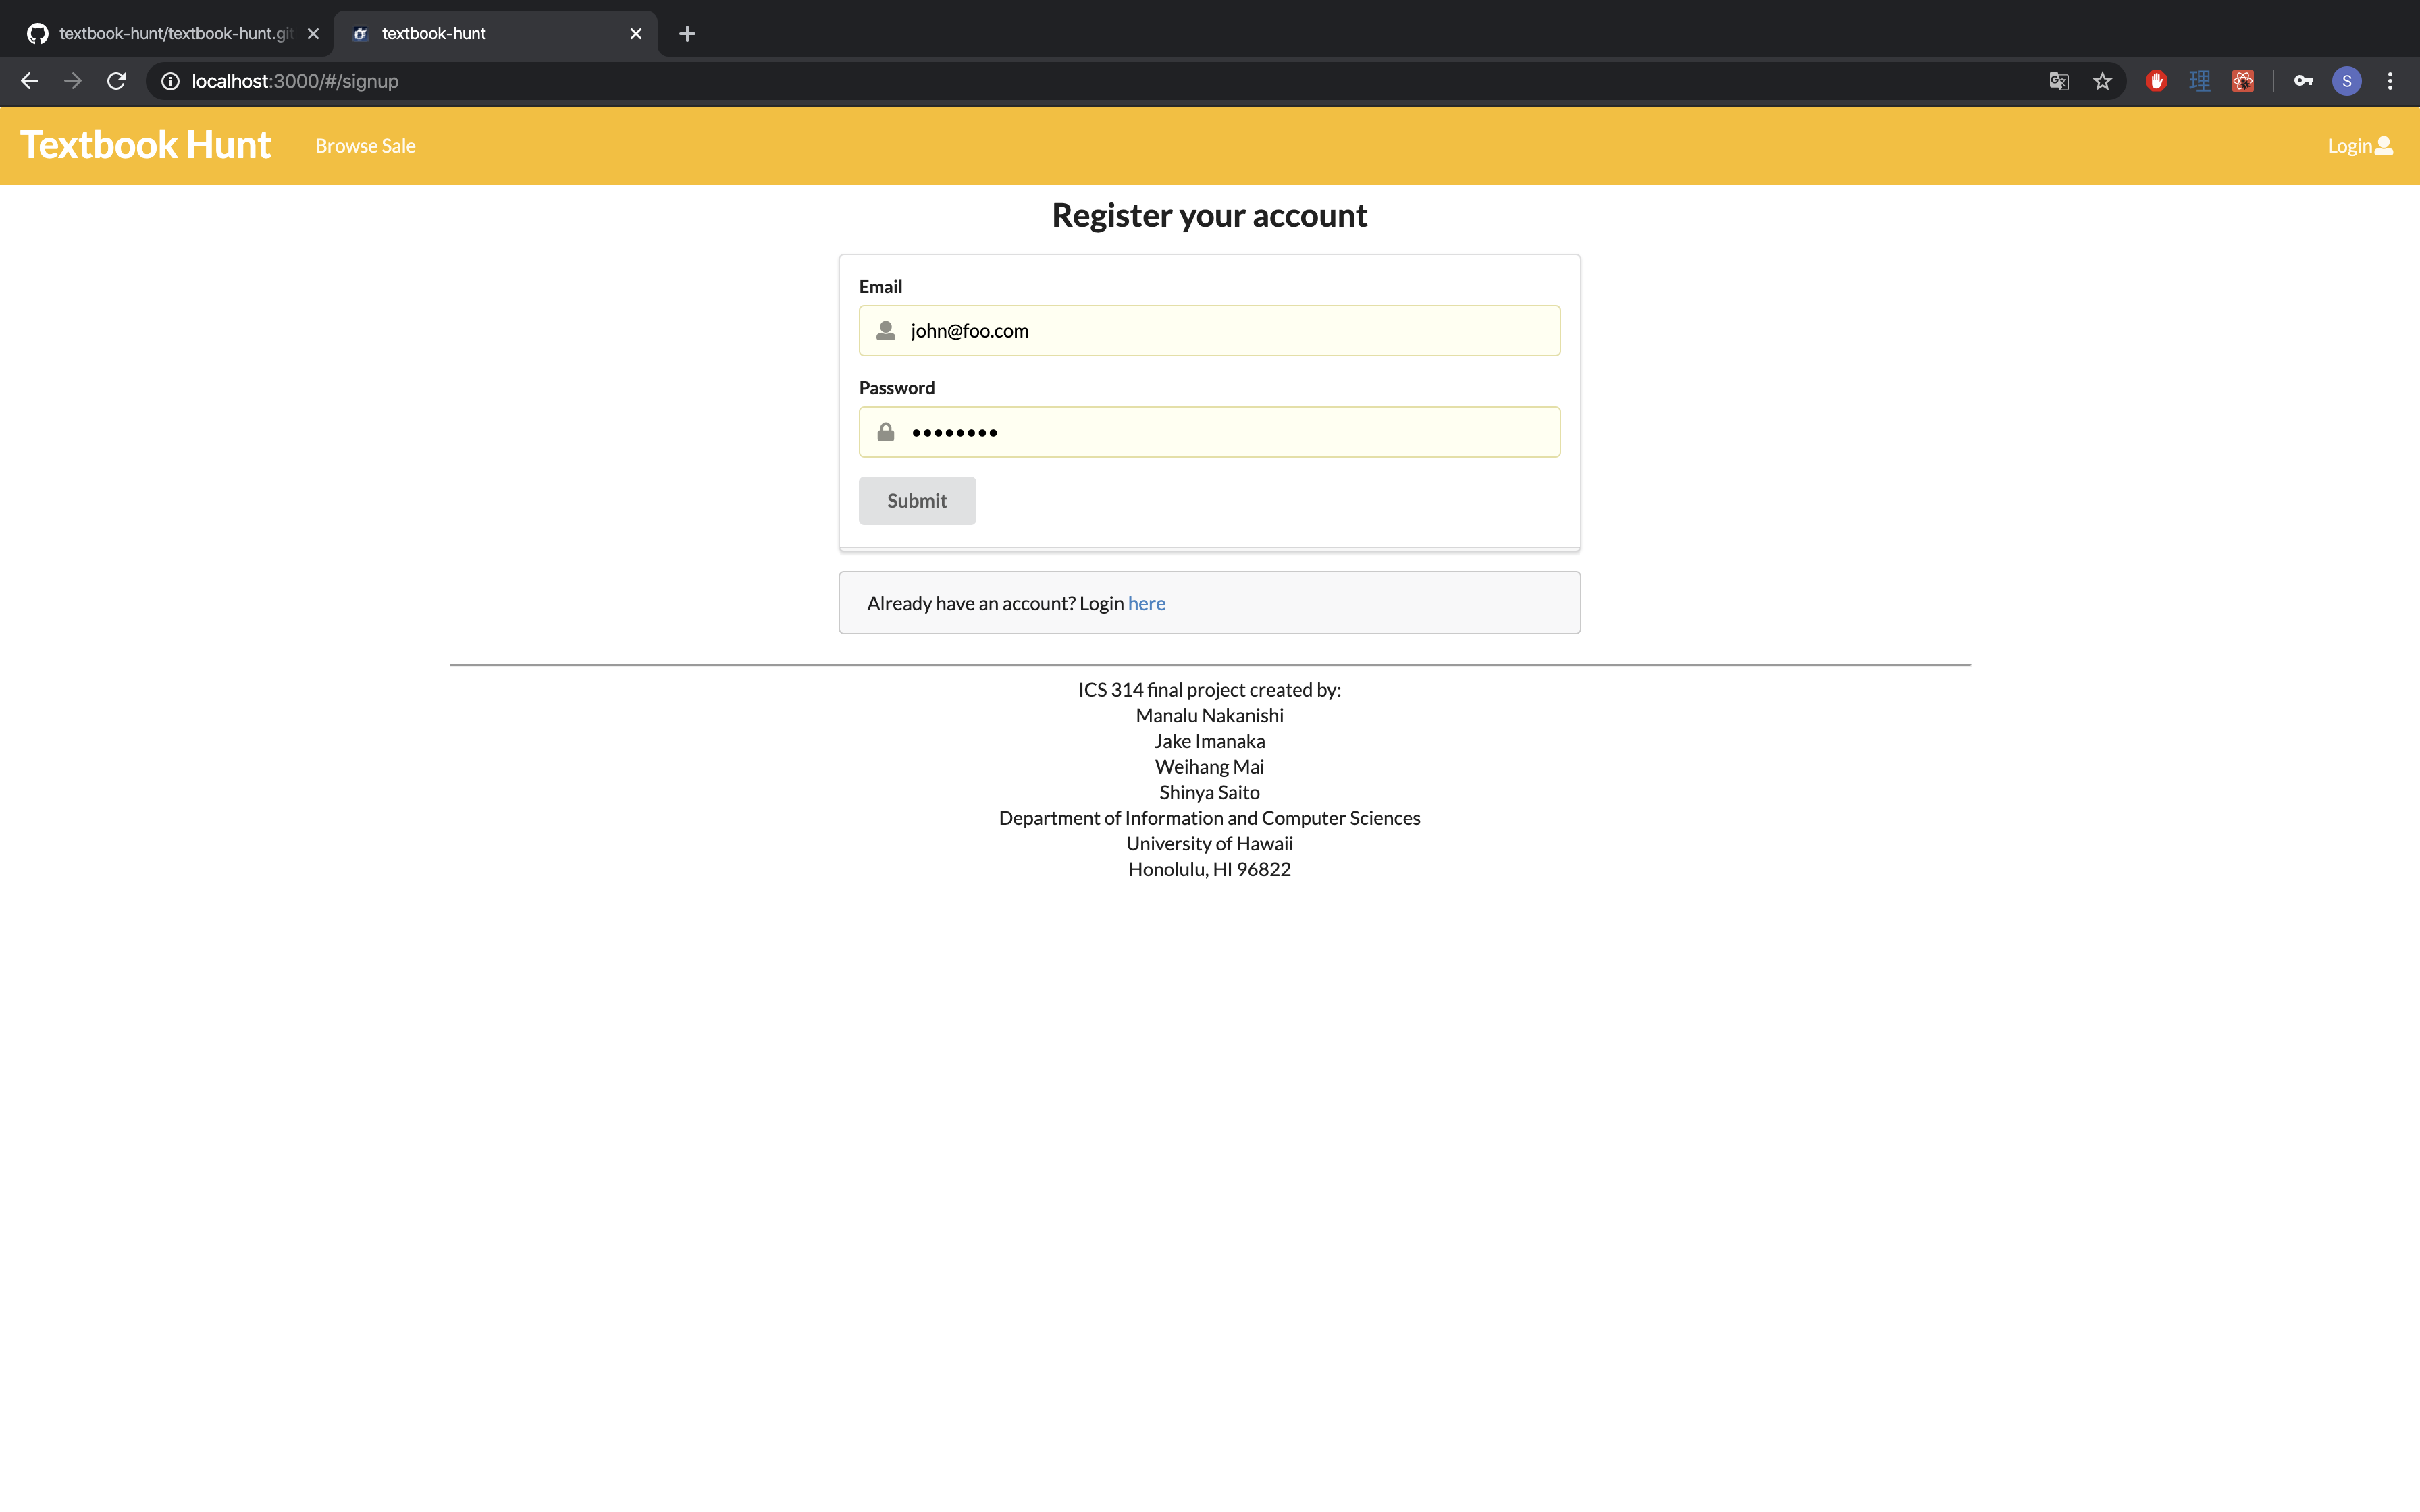 textbook-hunt/textbook-hunt.git
textbook-hunt
localhost:3000/#/signup
理
S
Textbook Hunt
Browse Sale
Login
Register your account
Email
john@foo.com
Password
Submit
Already have an account? Login here
ICS 314 final project created by:
Manalu Nakanishi
Jake Imanaka
Weihang Mai
Shinya Saito
Department of Information and Computer Sciences
University of Hawaii
Honolulu, HI 96822